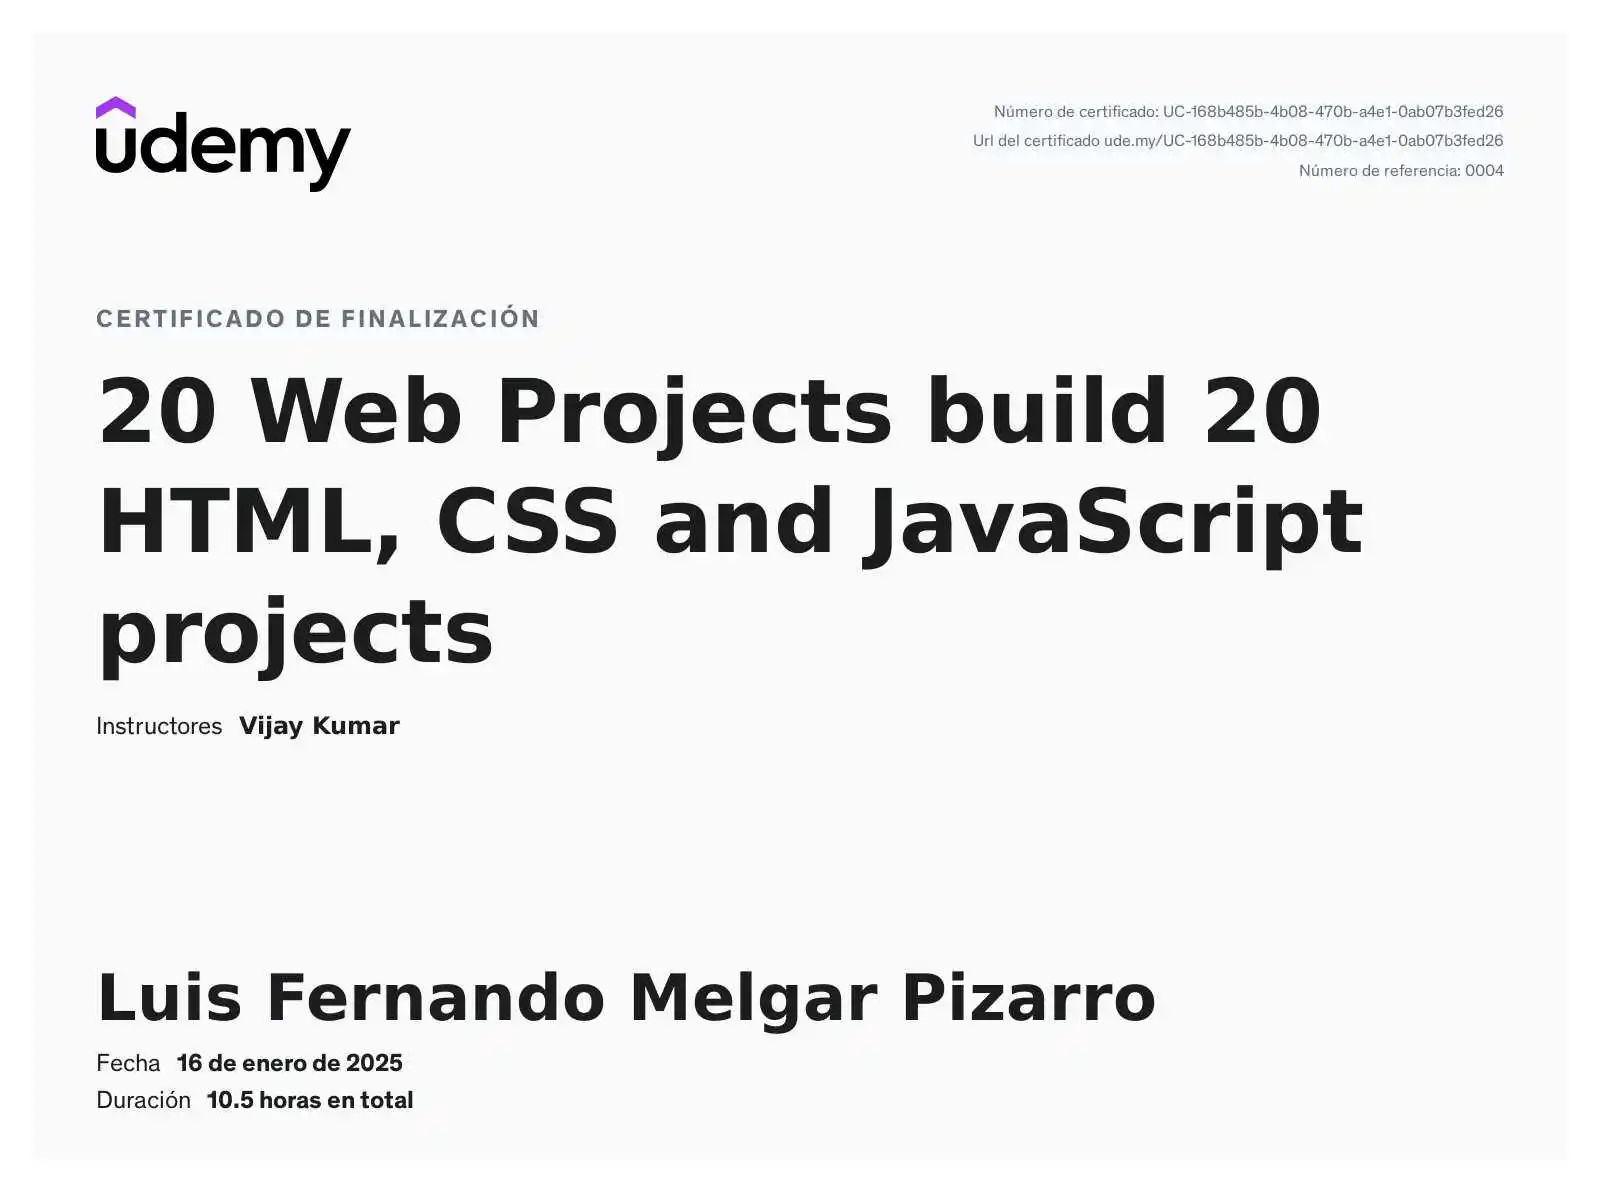 udemy
Número de certificado: UC-168b485b-4b08-470b-a4e1-0ab07b3fed26
Url del certificado ude.my/UC-168b485b-4b08-470b-a4e1-0ab07b3fed26
Número de referencia: 0004
CERTIFICADO DE FINALIZACIÓN
20 Web Projects build 20
HTML, CSS and JavaScript
projects
Instructores Vijay Kumar
Luis Fernando Melgar Pizarro
Fecha 16 de enero de 2025
Duración 10.5 horas en total